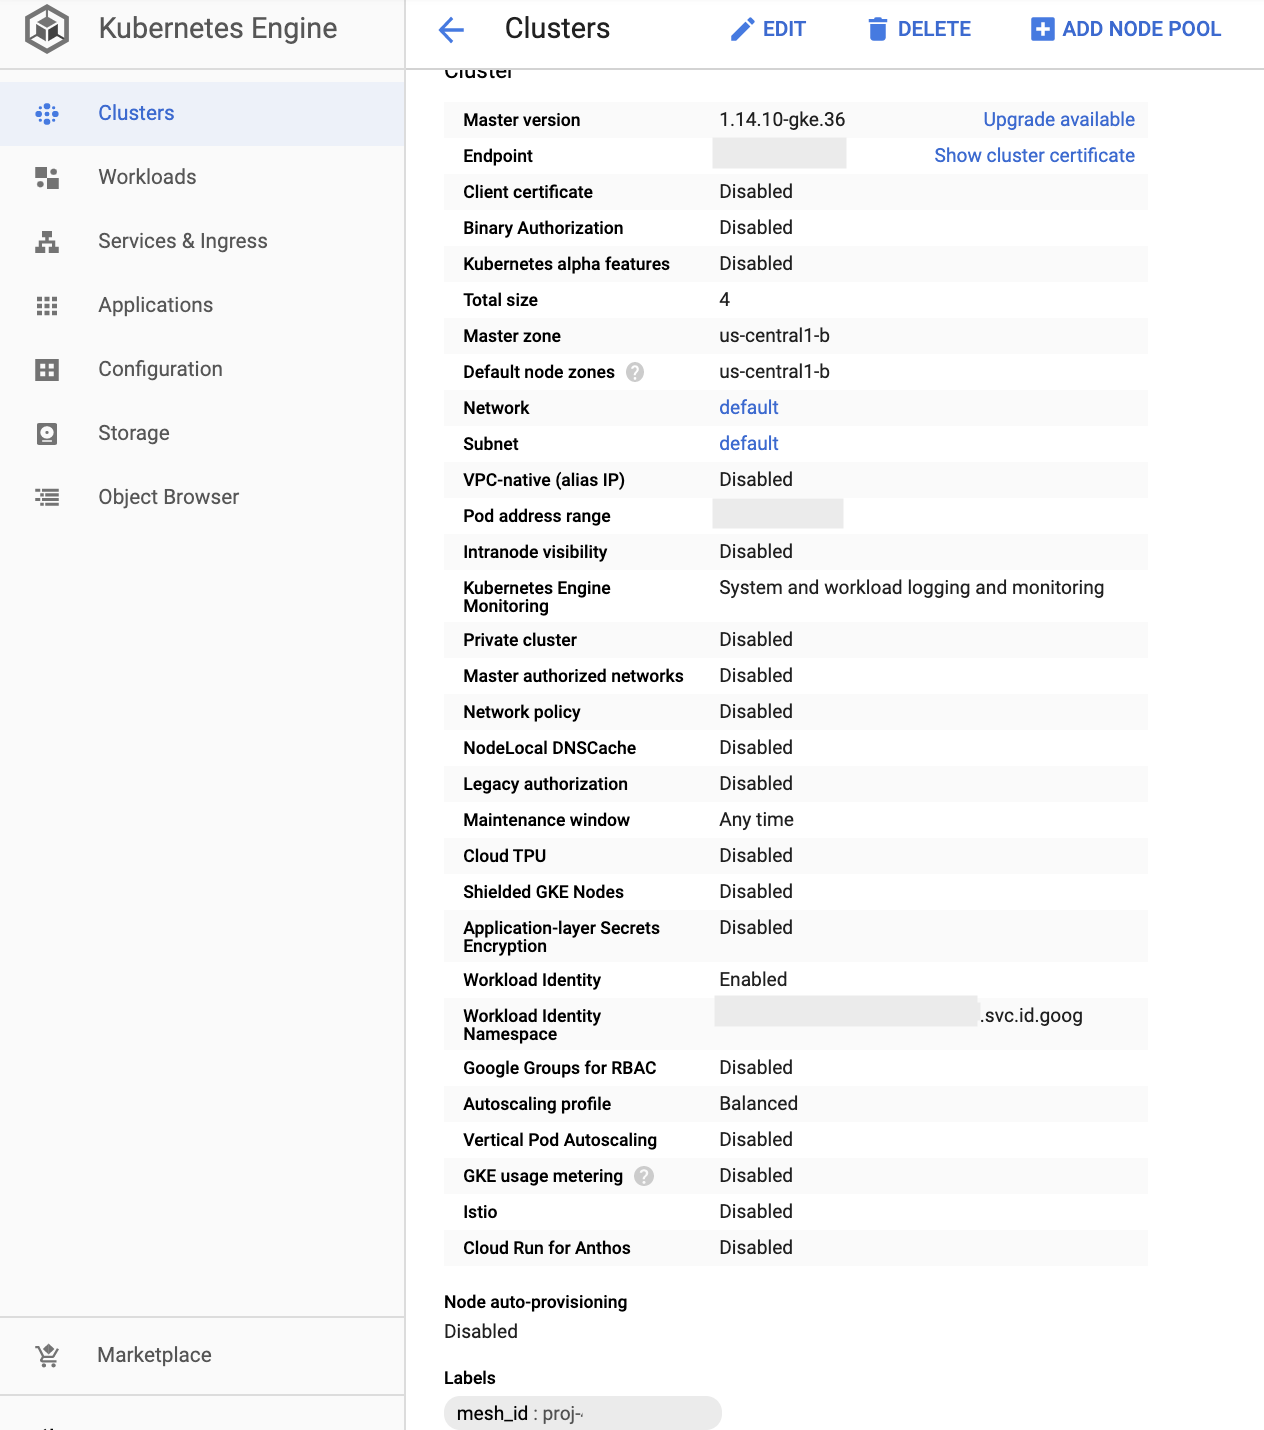 Kubernetes Engine
Clusters
EDIT
DELETE
ADD NODE POOL
Clusters
Workloads
Services & Ingress
Applications
Configuration
Storage
Object Browser
Marketplace
Cluster
Master version 1.14.10-gke.36 Upgrade available
Endpoint Show cluster certificate
Client certificate Disabled
Binary Authorization Disabled
Kubernetes alpha features Disabled
Total size 4
Master zone us-central1-b
Default node zones ? us-central1-b
Network default
Subnet default
VPC-native (alias IP) Disabled
Pod address range
Intranode visibility Disabled
Kubernetes Engine System and workload logging and monitoring
Monitoring
Private cluster Disabled
Master authorized networks Disabled
Network policy Disabled
NodeLocal DNSCache Disabled
Legacy authorization Disabled
Maintenance window Any time
Cloud TPU Disabled
Shielded GKE Nodes Disabled
Application-layer Secrets Disabled
Encryption
Workload Identity Enabled
Workload Identity .svc.id.goog
Namespace
Google Groups for RBAC Disabled
Autoscaling profile Balanced
Vertical Pod Autoscaling Disabled
GKE usage metering ? Disabled
Istio Disabled
Cloud Run for Anthos Disabled
Node auto-provisioning
Disabled
Labels
mesh_id : proj-